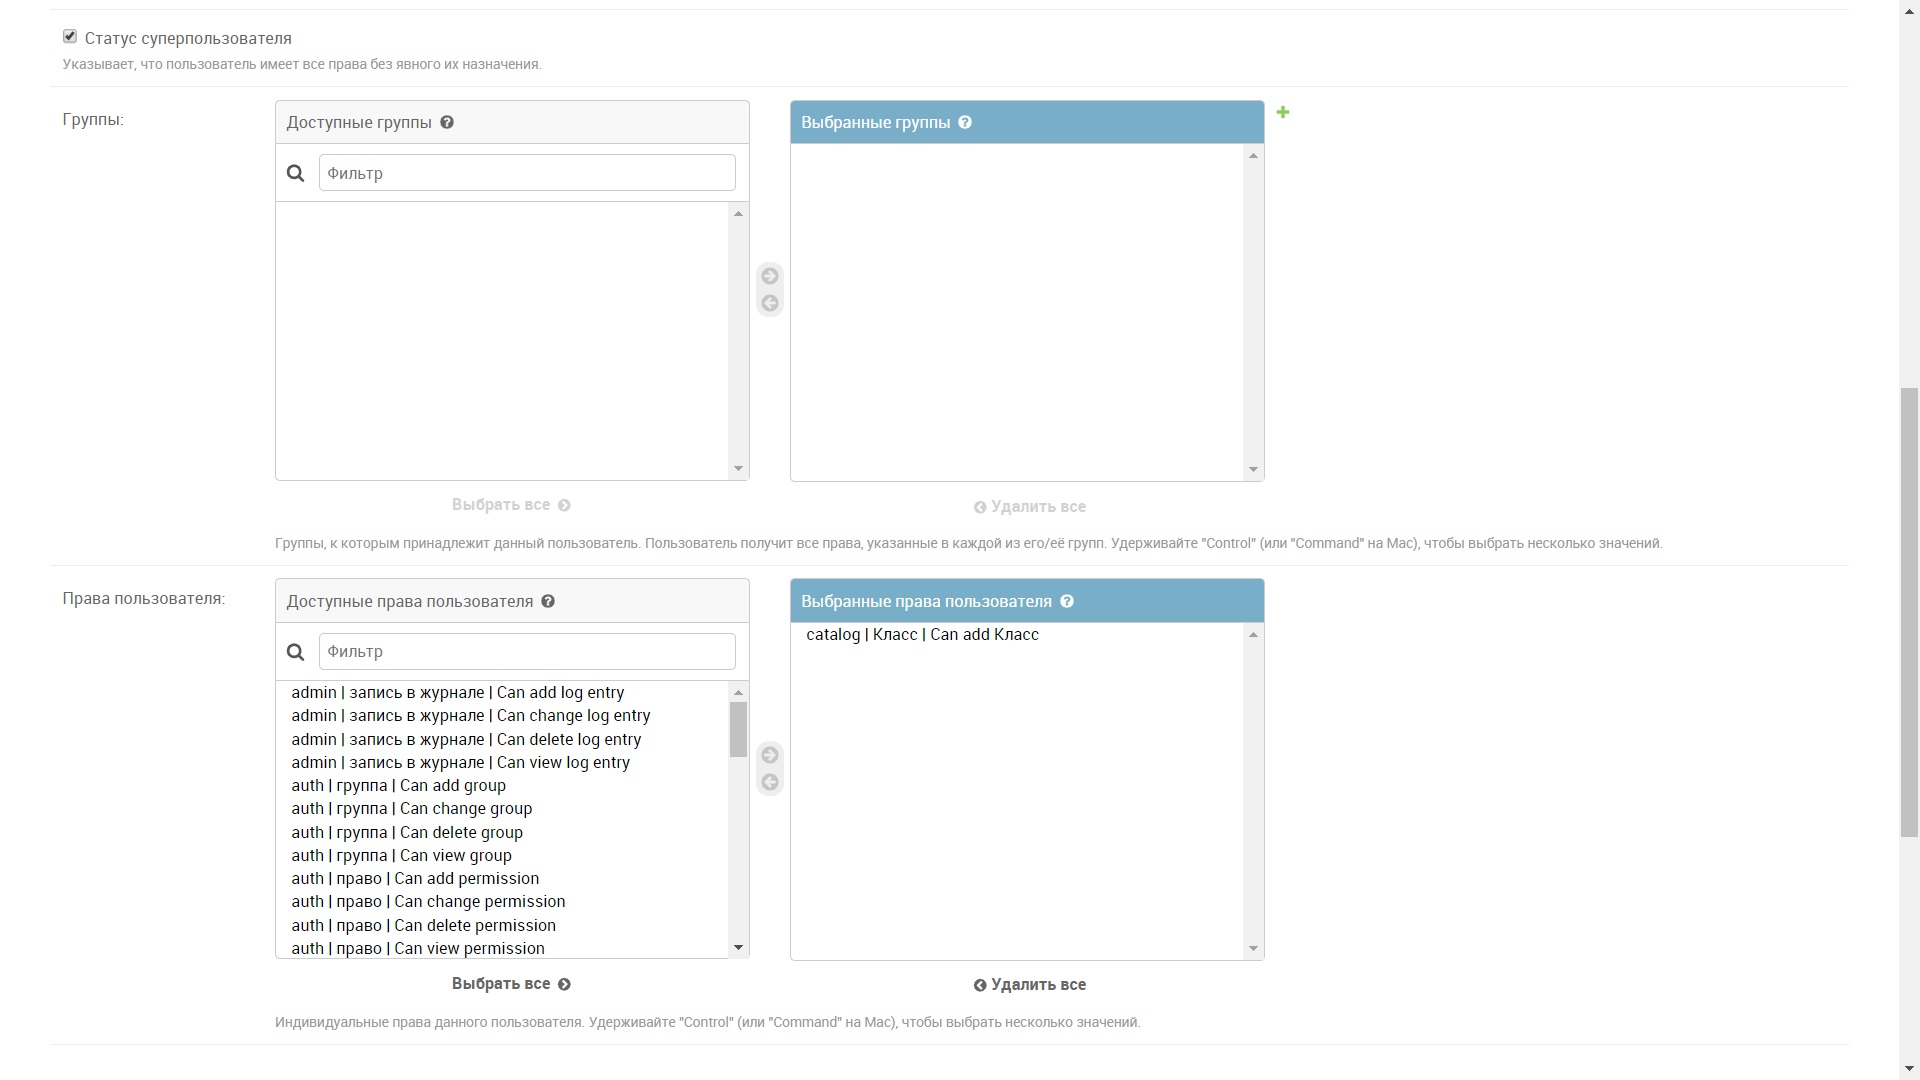 Статус суперпользователя
Указывает, что пользователь имеет все права без явного их назначения.
Группы:
Доступные группы
Выбранные группы
Фильтр
Выбрать все
Удалить все
Группы, к которым принадлежит данный пользователь. Пользователь получит все права, указанные в каждой из его/её групп. Удерживайте "Control" (или "Command" на Mac), чтобы выбрать несколько значений.
Права пользователя:
Доступные права пользователя
Выбранные права пользователя
Фильтр
catalog | Класс | Can add Класс
admin | запись в журнале | Can add log entry
admin | запись в журнале | Can change log entry
admin | запись в журнале | Can delete log entry
admin | запись в журнале | Can view log entry
auth | группа | Can add group
auth | группа | Can change group
auth | группа | Can delete group
auth | группа | Can view group
auth | право | Can add permission
auth | право | Can change permission
auth | право | Can delete permission
auth | право | Can view permission
Выбрать все
Удалить все
Индивидуальные права данного пользователя. Удерживайте "Control" (или "Command" на Mac), чтобы выбрать несколько значений.